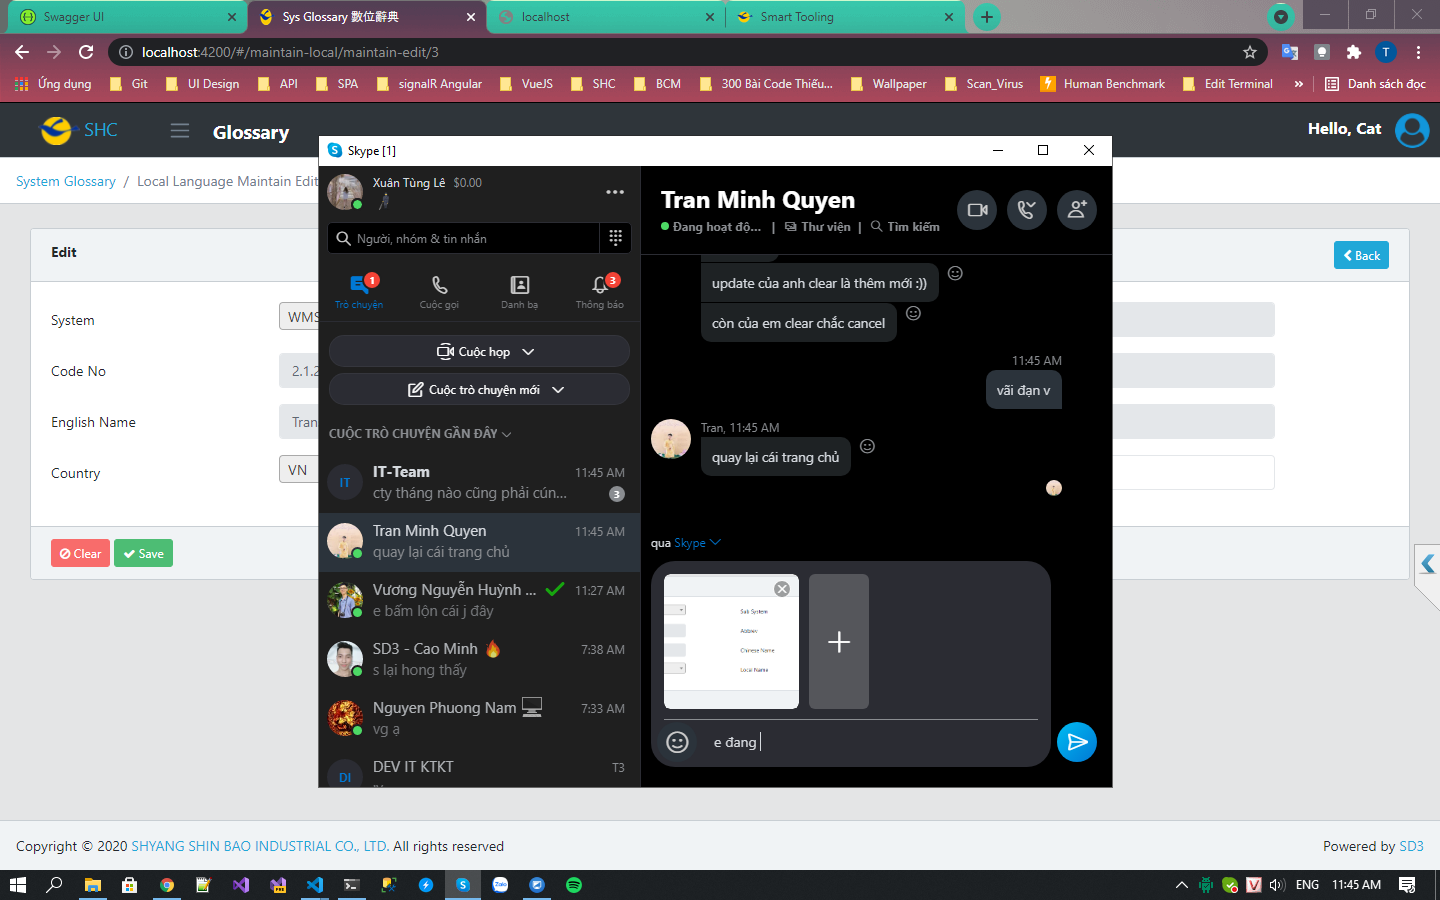 Swagger UI
Sys Glossary 數位辭典
localhost
Smart Tooling
localhost:4200/#/maintain-local/maintain-edit/3
T
Ứng dụng
Git
UI Design
API
SPA
signalR Angular
VueJS
SHC
BCM
300 Bài Code Thiếu...
Wallpaper
Scan_Virus
Human Benchmark
Edit Terminal
»
Danh sách đọc
SHC
Glossary
Hello, Cat
System Glossary / Local Language Maintain Edit
Edit
Back
System
WMS
Code No
2.1.2
English Name
Tran
Country
VN
Clear
Save
Skype [1]
Xuân Tùng Lê $0.00
Người, nhóm & tin nhắn
1
3
Trò chuyện
Cuộc gọi
Danh bạ
Thông báo
Cuộc họp
Cuộc trò chuyện mới
CUỘC TRÒ CHUYỆN GẦN ĐÂY
IT
IT-Team
11:45 AM
cty tháng nào cũng phải cún...
3
Tran Minh Quyen
11:45 AM
quay lại cái trang chủ
Vương Nguyễn Huỳnh ...
11:27 AM
e bấm lộn cái j đây
SD3 - Cao Minh
7:38 AM
s lại hong thấy
Nguyen Phuong Nam
7:33 AM
vg ạ
DI
DEV IT KTKT
T3
Tran Minh Quyen
Đang hoạt độ... | Thư viện | Tìm kiếm
update của anh clear là thêm mới :))
còn của em clear chắc cancel
11:45 AM
vãi đạn v
Tran, 11:45 AM
quay lại cái trang chủ
qua Skype
Sub System
Abbrev
Chinese Name
Local Name
e đang
Copyright © 2020 SHYANG SHIN BAO INDUSTRIAL CO., LTD. All rights reserved
Powered by SD3
Zalo
V
ENG
11:45 AM